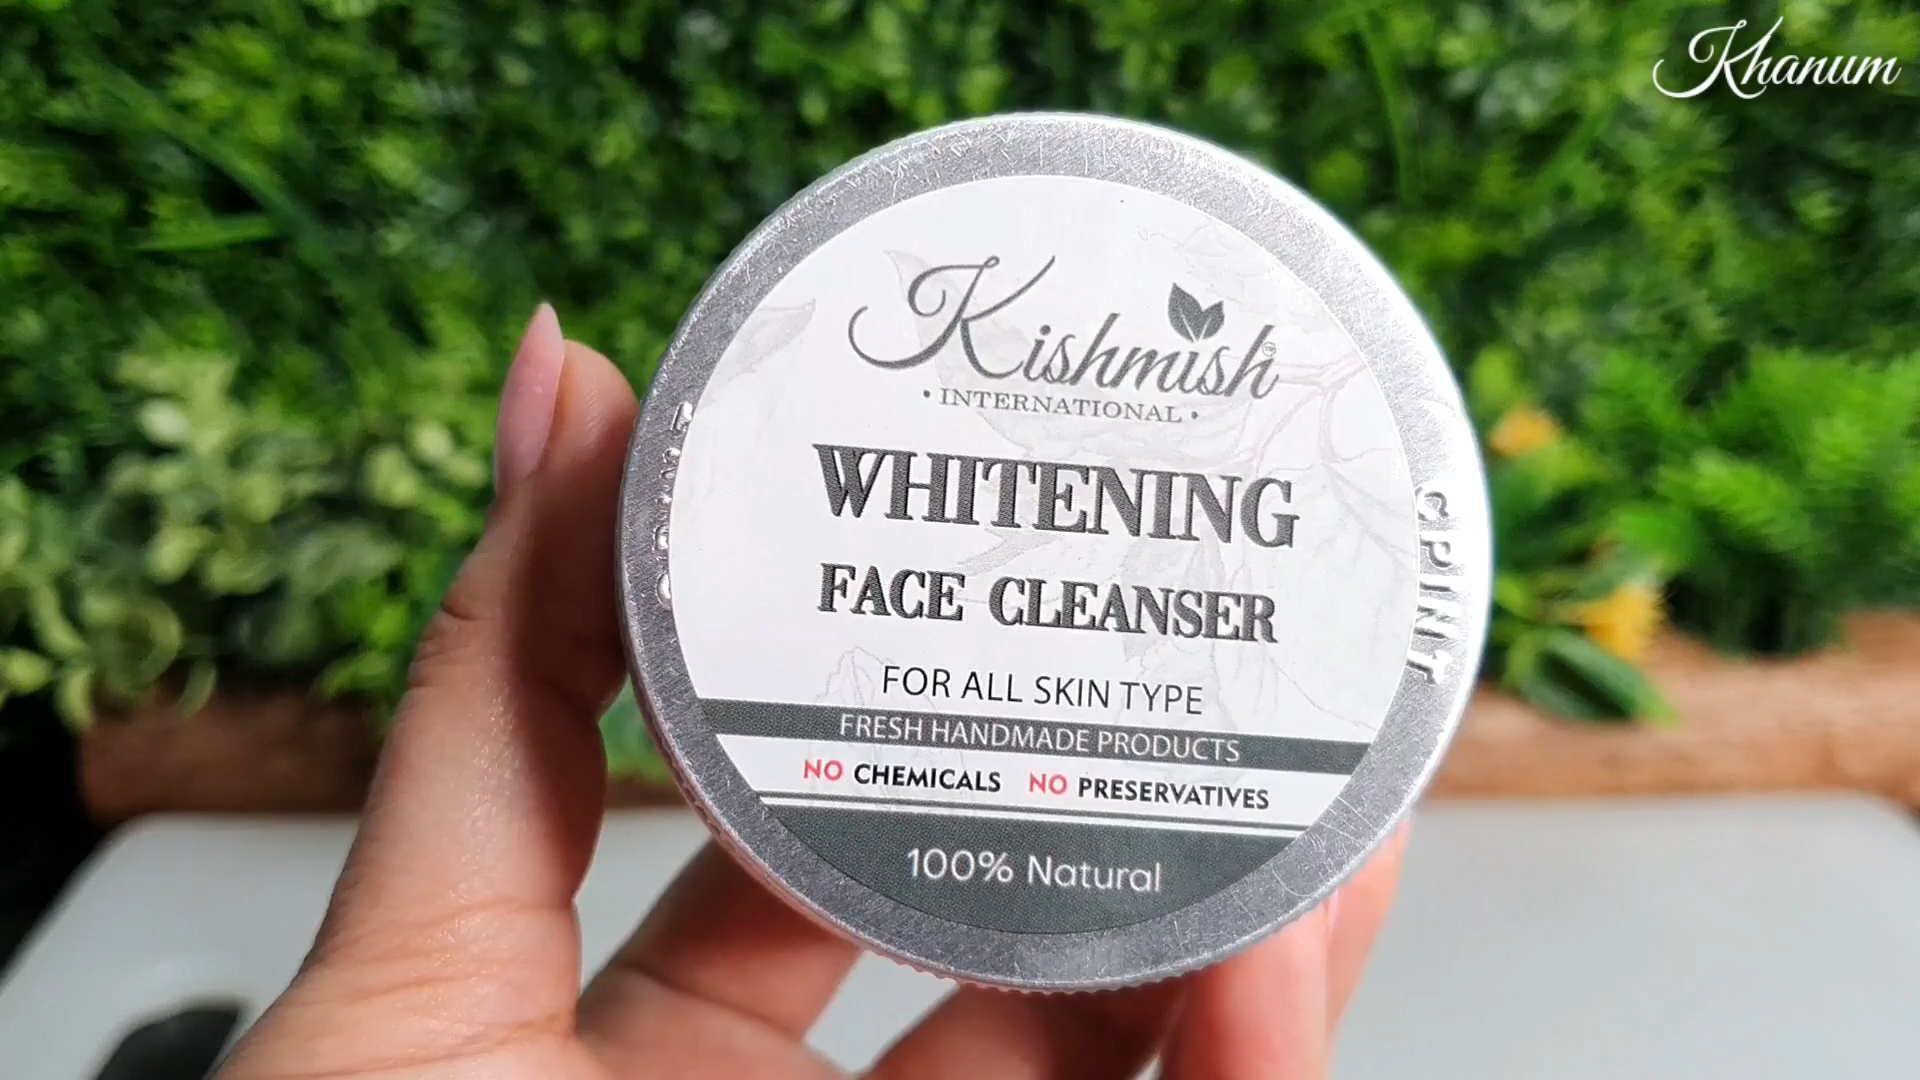 Khanum
Kishmish
• INTERNATIONAL •
WHITENING
FACE CLEANSER
FOR ALL SKIN TYPE
FRESH HANDMADE PRODUCTS
NO CHEMICALS NO PRESERVATIVES
100% Natural